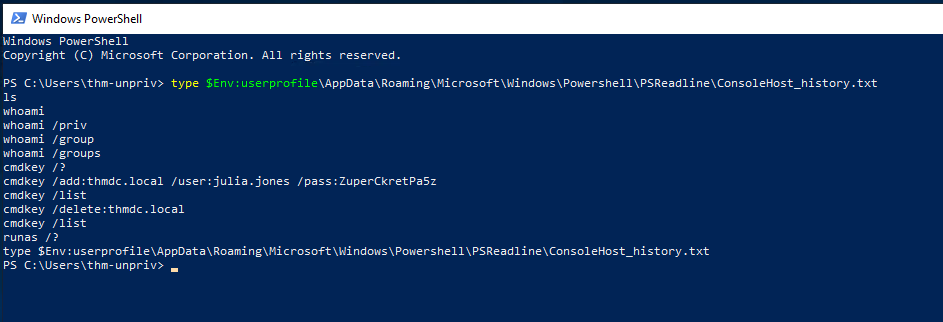 Windows PowerShell
Windows PowerShell
Copyright (C) Microsoft Corporation. All rights reserved.
PS C:\Users\thm-unpriv> type $Env:userprofile\AppData\Roaming\Microsoft\Windows\Powershell\PSReadline\ConsoleHost_history.txt
ls
whoami
whoami /priv
whoami /group
whoami /groups
cmdkey /?
cmdkey /add:thmdc.local /user:julia.jones /pass:ZuperCkretPa5z
cmdkey /list
cmdkey /delete:thmdc.local
cmdkey /list
runas /?
type $Env:userprofile\AppData\Roaming\Microsoft\Windows\Powershell\PSReadline\ConsoleHost_history.txt
PS C:\Users\thm-unpriv>